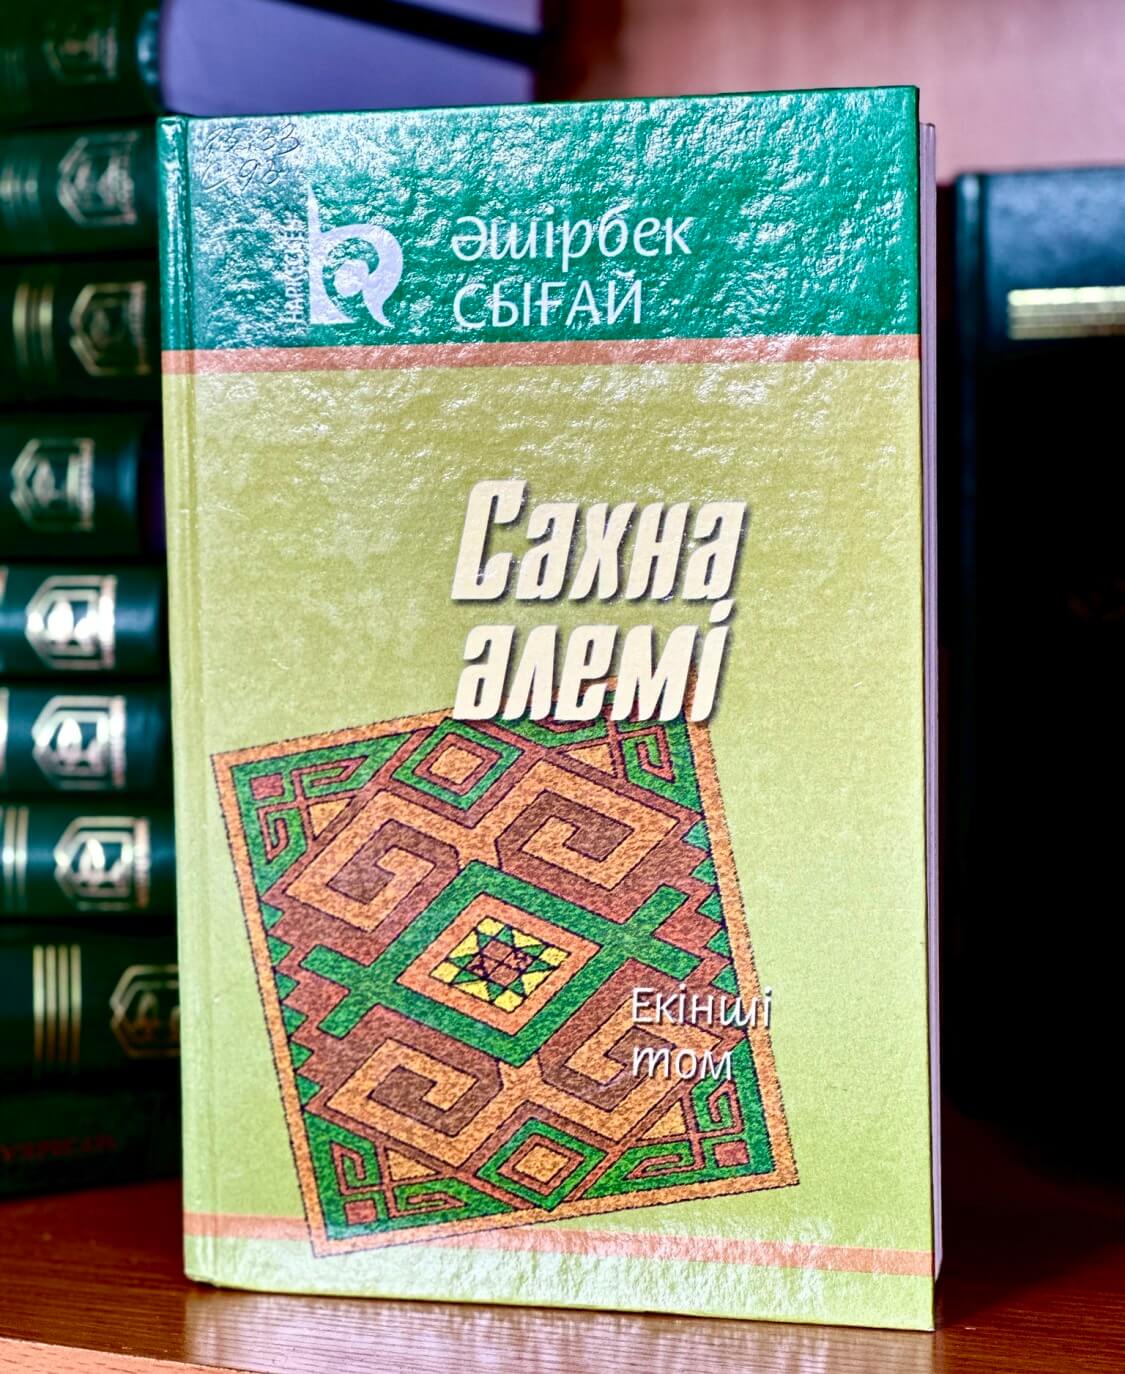 Әшірбек
СЫҒАЙ
Сахна
әлемі
Екінші
том